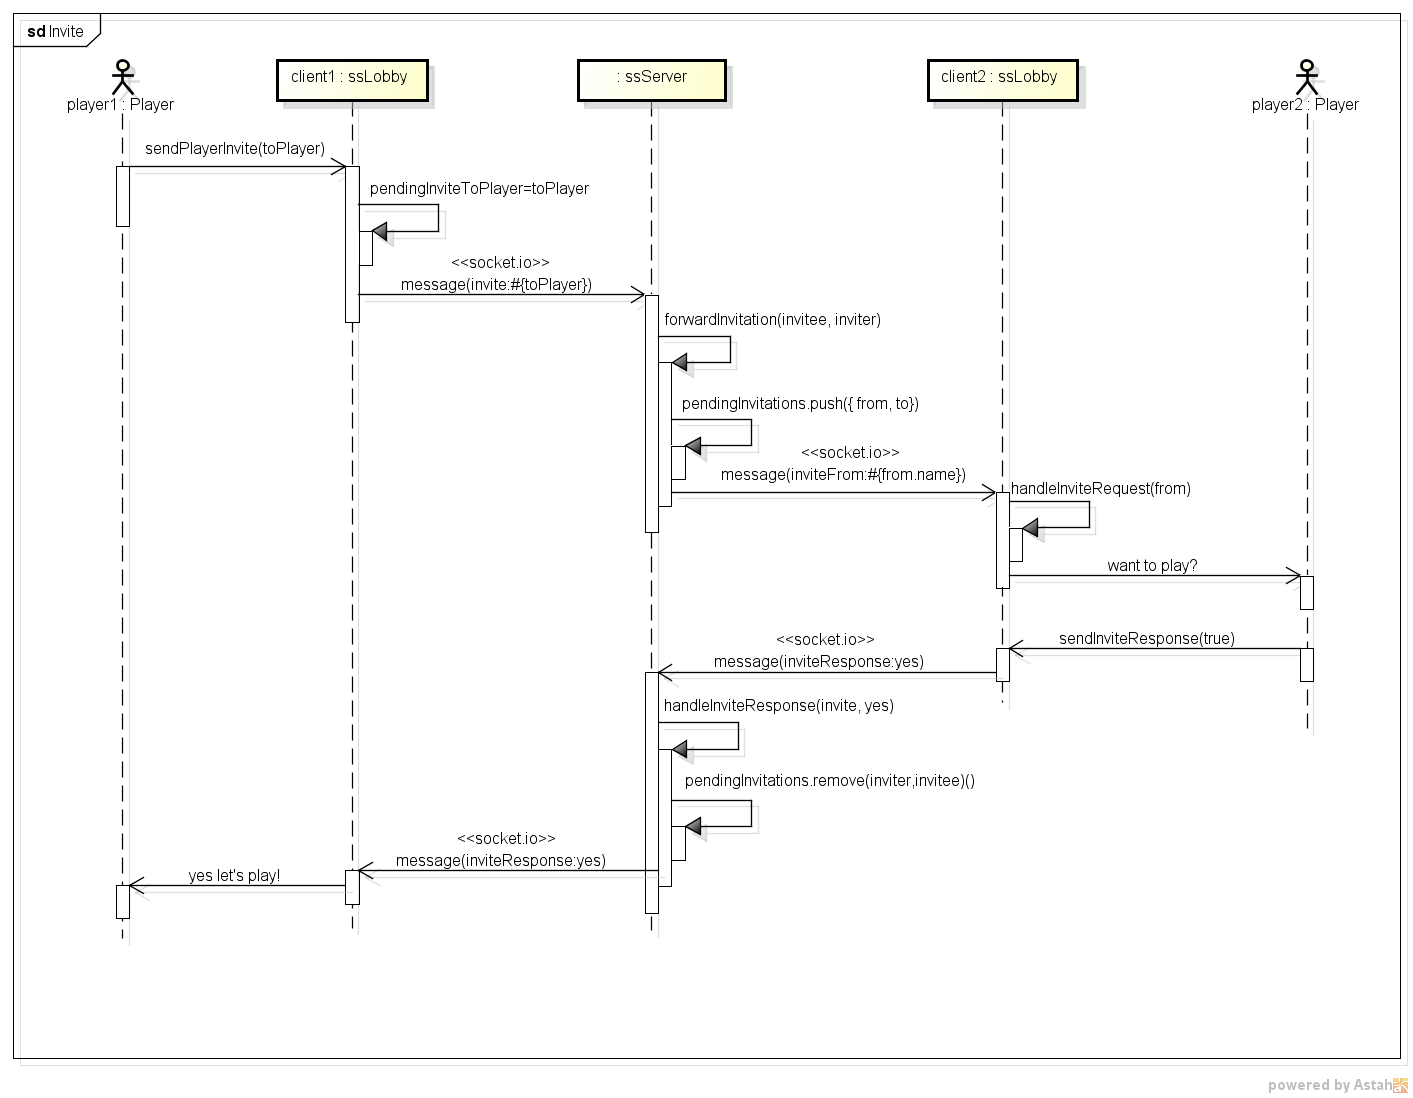 sd Invite
player1 : Player
client1 : ssLobby
: ssServer
client2 : ssLobby
player2 : Player
sendPlayerInvite(toPlayer)
pendingInviteToPlayer=toPlayer
<<socket.io>>
message(invite:#{toPlayer})
forwardInvitation(invitee, inviter)
pendingInvitations.push({ from, to})
<<socket.io>>
message(inviteFrom:#{from.name})
handleInviteRequest(from)
want to play?
sendInviteResponse(true)
<<socket.io>>
message(inviteResponse:yes)
handleInviteResponse(invite, yes)
pendingInvitations.remove(inviter,invitee)()
<<socket.io>>
message(inviteResponse:yes)
yes let's play!
powered by Astah